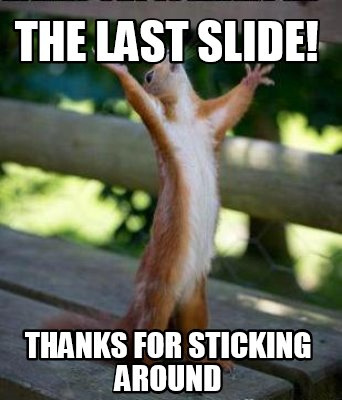 THE LAST SLIDE!
THANKS FOR STICKING
AROUND